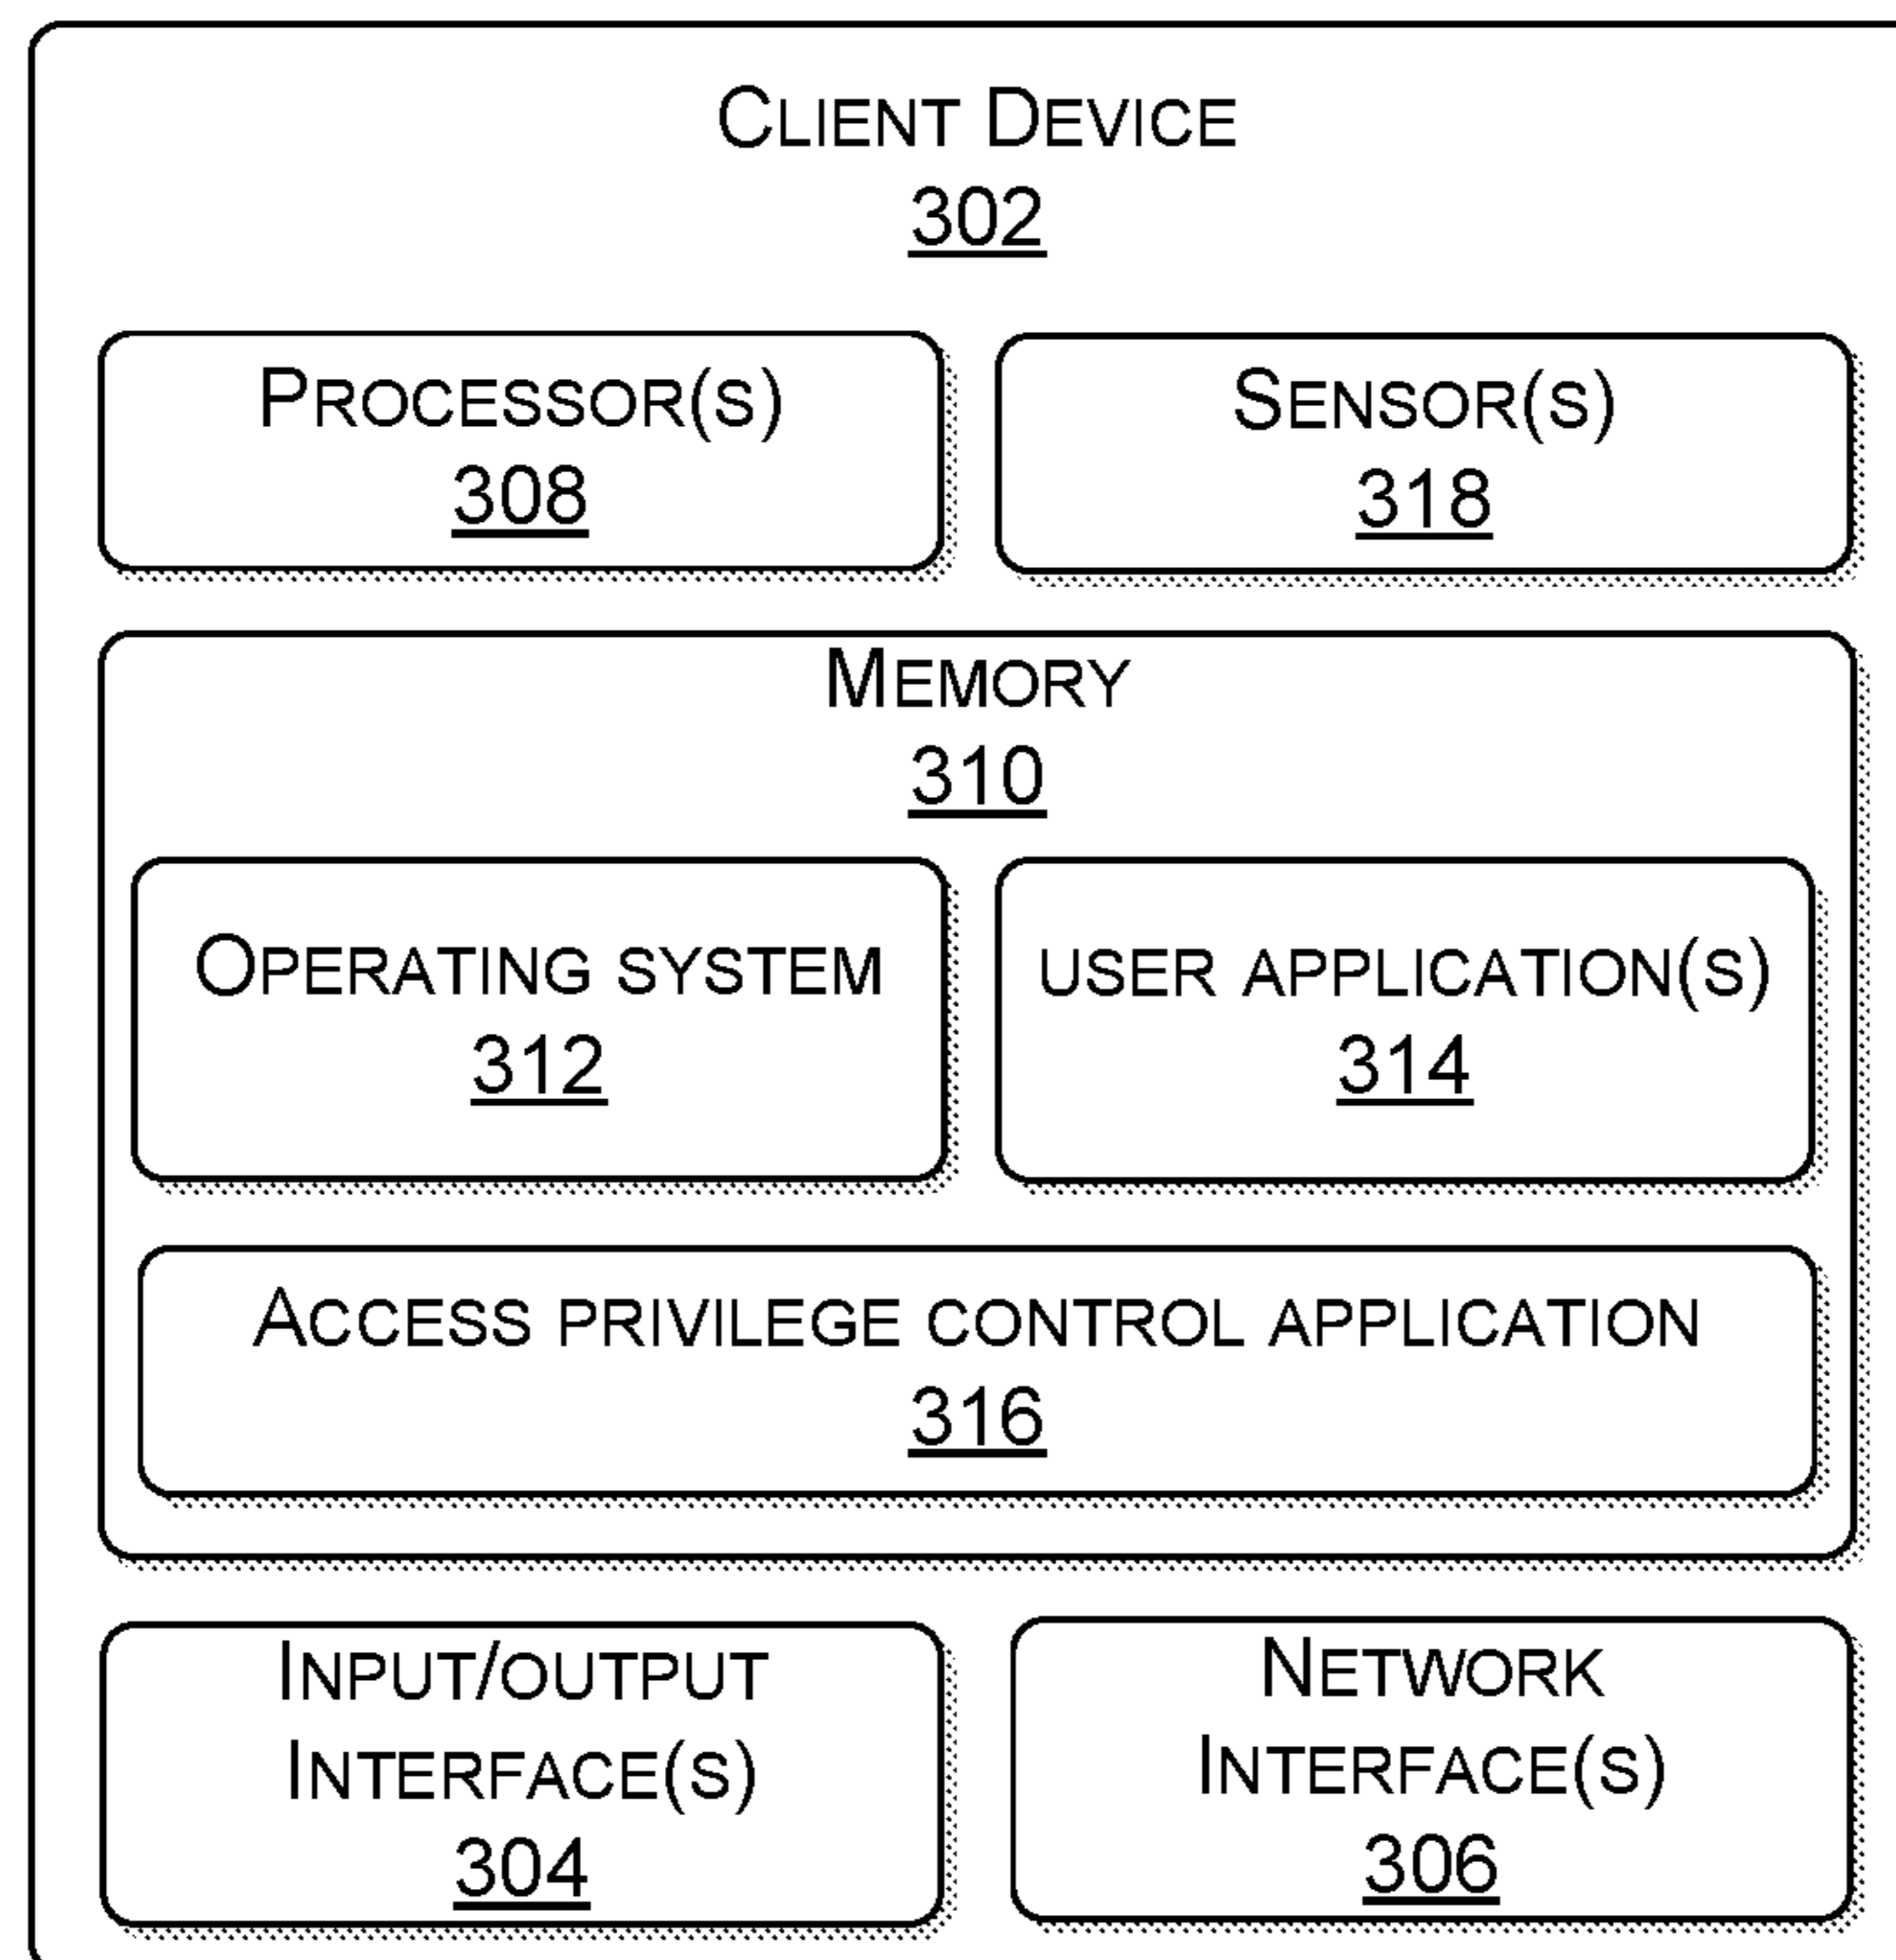 CLIENT DEVICE
302
PROCESSOR(S)
308
SENSOR(S)
318
MEMORY
310
OPERATING SYSTEM
312
USER APPLICATION(S)
314
ACCESS PRIVILEGE CONTROL APPLICATION
316
INPUT/OUTPUT
INTERFACE(S)
304
NETWORK
INTERFACE(S)
306